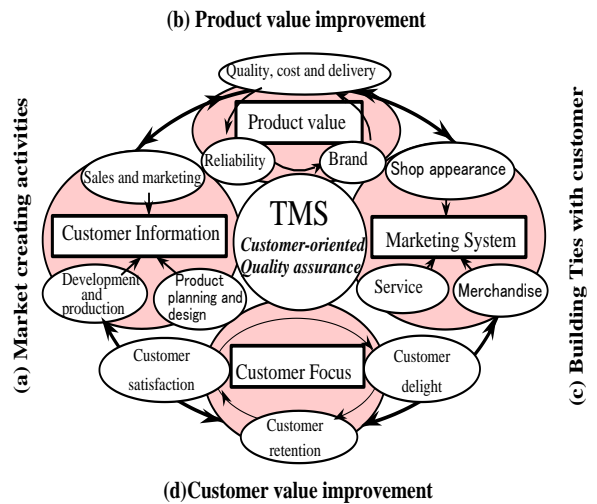 (b) Product value improvement
Quality, cost and delivery
Product value
Reliability
Brand
(a) Market creating activities
Sales and marketing
Customer Information
Development
and
production
Product
planning and
design
TMS
Customer-oriented
Quality assurance
Shop appearance
Marketing System
Service
Merchandise
(c) Building Ties with customer
Customer
satisfaction
Customer Focus
Customer
delight
Customer
retention
(d)Customer value improvement